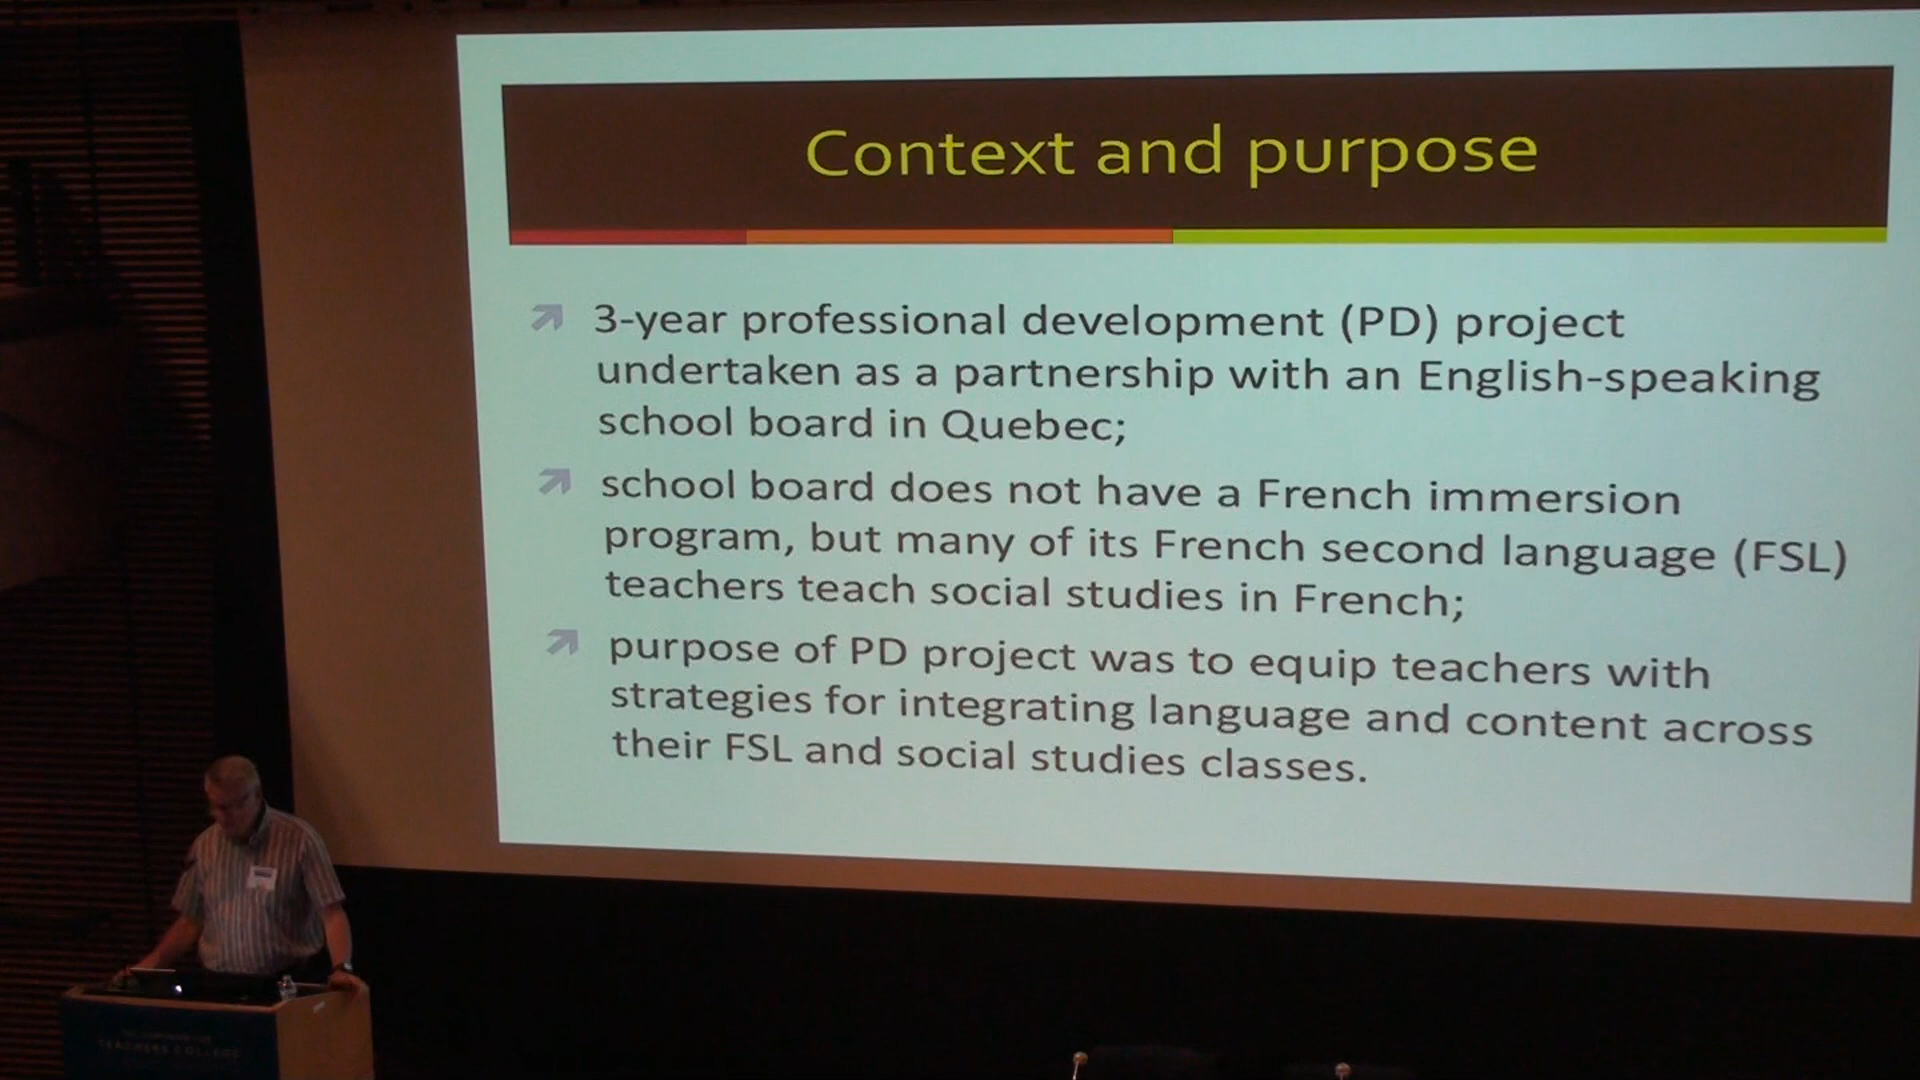 Context and purpose
3-year professional development (PD) project
undertaken as a partnership with an English-speaking
school board in Quebec;
school board does not have a French immersion
program, but many of its French second language (FSL)
teachers teach social studies in French;
purpose of PD project was to equip teachers with
strategies for integrating language and content across
their FSL and social studies classes.
TEACHERS COLLEGE